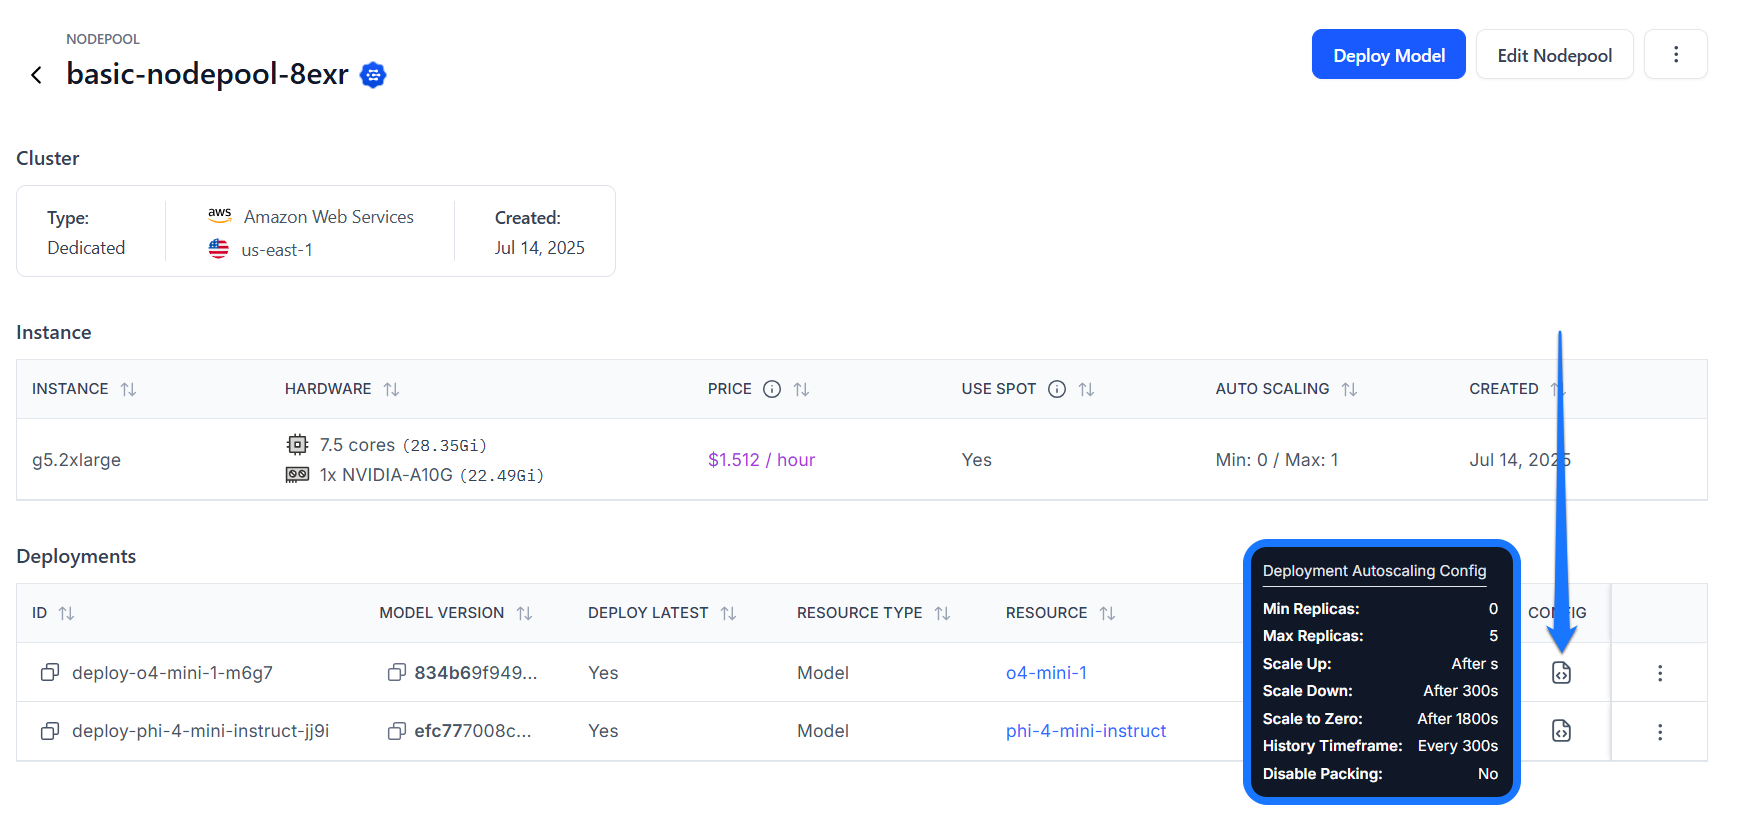 NODEPOOL
basic-nodepool-8exr
Deploy Model
Edit Nodepool
Cluster
Type:
Dedicated
aws Amazon Web Services
us-east-1
Created:
Jul 14, 2025
Instance
INSTANCE HARDWARE PRICE USE SPOT AUTO SCALING CREATED
g5.2xlarge
7.5 cores (28.35Gi)
1x NVIDIA-A10G (22.49Gi)
$1.512 / hour
Yes
Min: 0 / Max: 1
Jul 14, 2025
Deployments
ID MODEL VERSION DEPLOY LATEST RESOURCE TYPE RESOURCE CONFIG
deploy-o4-mini-1-m6g7 834b69f949... Yes Model o4-mini-1
deploy-phi-4-mini-instruct-jj9i efc777008c... Yes Model phi-4-mini-instruct
Deployment Autoscaling Config
Min Replicas: 0
Max Replicas: 5
Scale Up: After s
Scale Down: After 300s
Scale to Zero: After 1800s
History Timeframe: Every 300s
Disable Packing: No